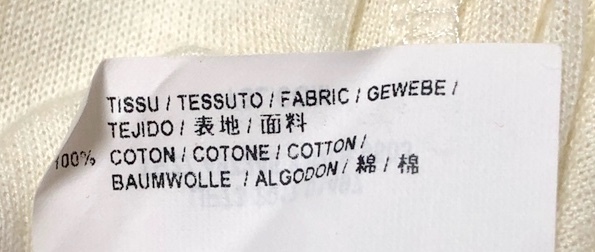 TISSU / TESSUTO / FABRIC / GEWEBE /
TEJIDO / 表地 / 面料
100% COTON / COTONE / COTTON /
BAUMWOLLE / ALGODON / 綿 / 棉